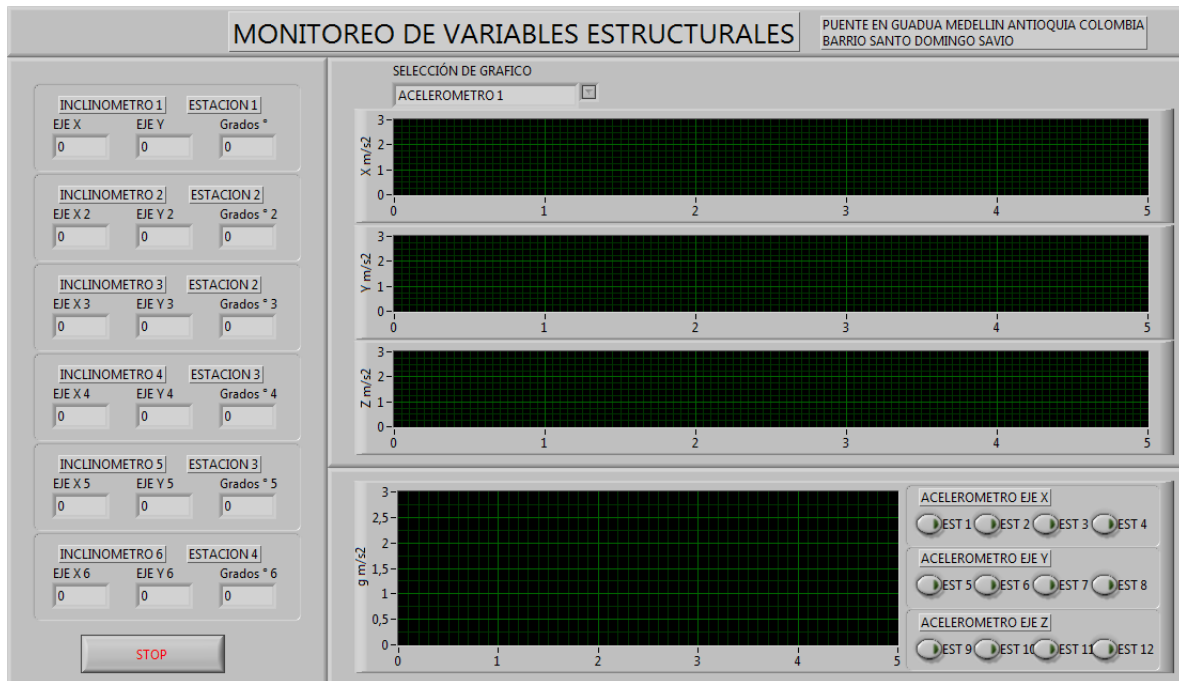 MONITOREO DE VARIABLES ESTRUCTURALES
PUENTE EN GUADUA MEDELLIN ANTIOQUIA COLOMBIA
BARRIO SANTO DOMINGO SAVIO
INCLINOMETRO 1 ESTACION 1
EJE X EJE Y Grados °
0 0 0
INCLINOMETRO 2 ESTACION 2
EJE X 2 EJE Y 2 Grados ° 2
0 0 0
INCLINOMETRO 3 ESTACION 2
EJE X 3 EJE Y 3 Grados ° 3
0 0 0
INCLINOMETRO 4 ESTACION 3
EJE X 4 EJE Y 4 Grados ° 4
0 0 0
INCLINOMETRO 5 ESTACION 3
EJE X 5 EJE Y 5 Grados ° 5
0 0 0
INCLINOMETRO 6 ESTACION 4
EJE X 6 EJE Y 6 Grados ° 6
0 0 0
STOP
SELECCIÓN DE GRAFICO
ACELEROMETRO 1
X m/s2
3
2
1
0
0 1 2 3 4 5
Y m/s2
3
2
1
0
0 1 2 3 4 5
Z m/s2
3
2
1
0
0 1 2 3 4 5
g m/s2
3
2,5
2
1,5
1
0,5
0
0 1 2 3 4 5
ACELEROMETRO EJE X
EST 1 EST 2 EST 3 EST 4
ACELEROMETRO EJE Y
EST 5 EST 6 EST 7 EST 8
ACELEROMETRO EJE Z
EST 9 EST 10 EST 11 EST 12